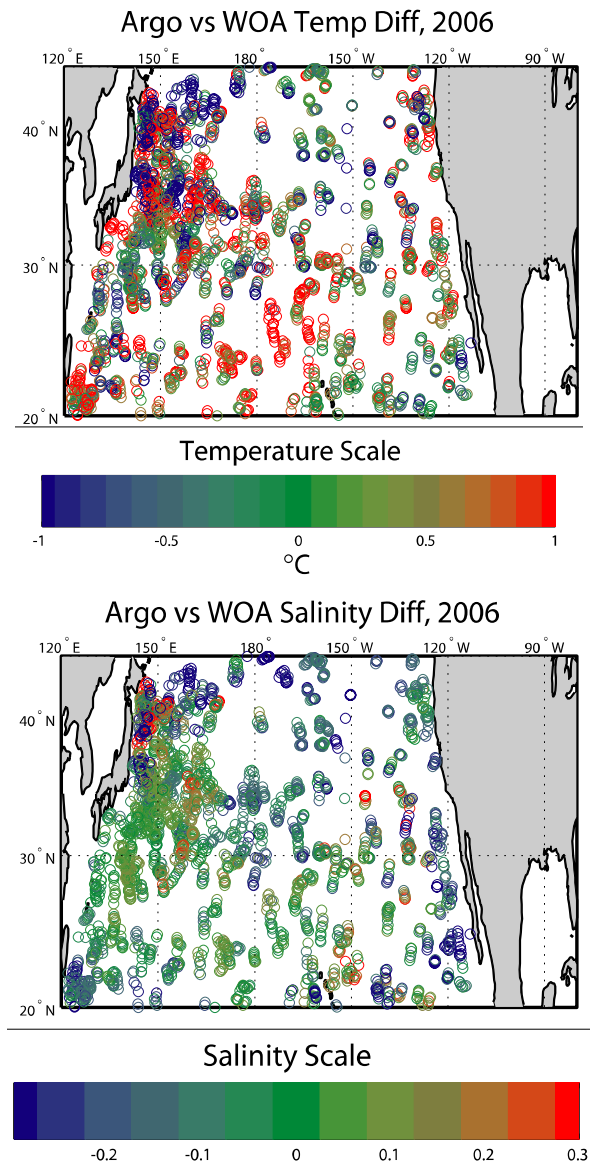 Argo vs WOA Temp Diff, 2006
120° E 150° E 180° 150° W 120° W 90° W
40° N
30° N
20° N
Temperature Scale
-1 -0.5 0 0.5 1
°C
Argo vs WOA Salinity Diff, 2006
120° E 150° E 180° 150° W 120° W 90° W
40° N
30° N
20° N
Salinity Scale
-0.2 -0.1 0 0.1 0.2 0.3